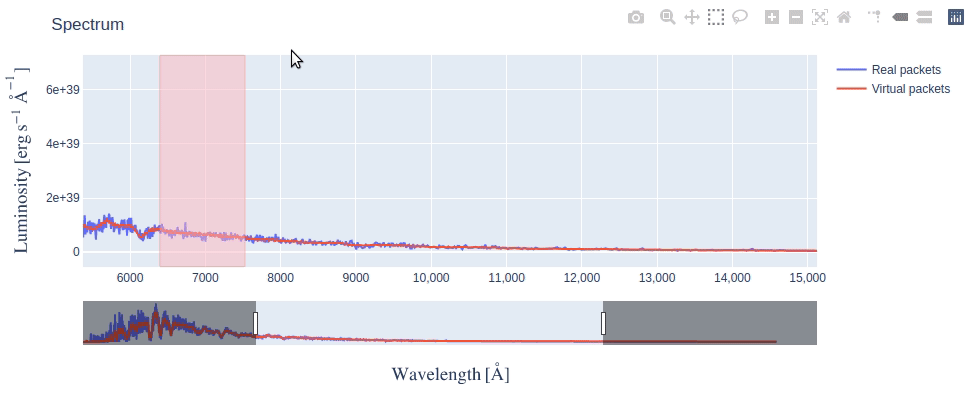 Spectrum
Real packets
Virtual packets
Luminosity [erg s⁻¹ Å⁻¹]
6e+39
4e+39
2e+39
0
6000 7000 8000 9000 10,000 11,000 12,000 13,000 14,000 15,000
Wavelength [Å]